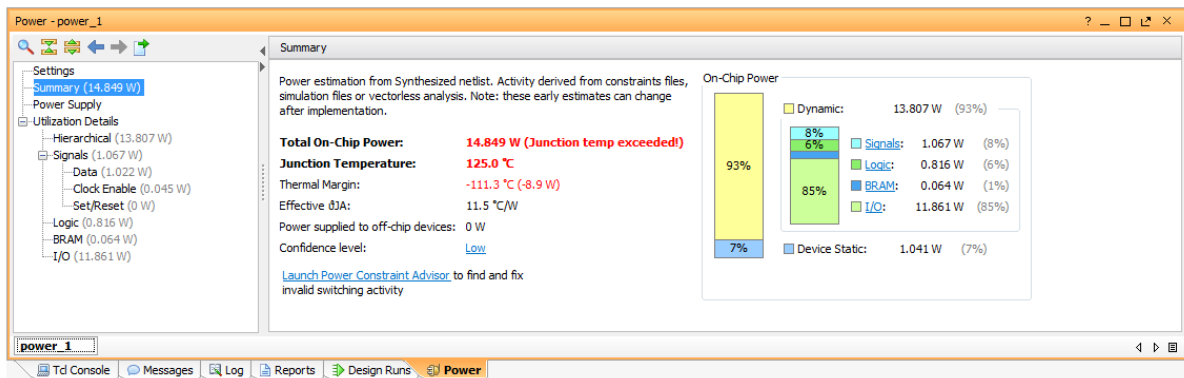 Power - power_1
Summary
Settings
Summary (14.849 W)
Power Supply
Utilization Details
Hierarchical (13.807 W)
Signals (1.067 W)
Data (1.022 W)
Clock Enable (0.045 W)
Set/Reset (0 W)
Logic (0.816 W)
BRAM (0.064 W)
I/O (11.861 W)
Power estimation from Synthesized netlist. Activity derived from constraints files,
simulation files or vectorless analysis. Note: these early estimates can change
after implementation.
Total On-Chip Power: 14.849 W (Junction temp exceeded!)
Junction Temperature: 125.0 °C
Thermal Margin: -111.3 °C (-8.9 W)
Effective ϑJA: 11.5 °C/W
Power supplied to off-chip devices: 0 W
Confidence level: Low
Launch Power Constraint Advisor to find and fix
invalid switching activity
On-Chip Power
93%
7%
Dynamic: 13.807 W (93%)
8%
6%
85%
Signals: 1.067 W (8%)
Logic: 0.816 W (6%)
BRAM: 0.064 W (1%)
I/O: 11.861 W (85%)
Device Static: 1.041 W (7%)
power_1
Tcl Console Messages Log Reports Design Runs Power